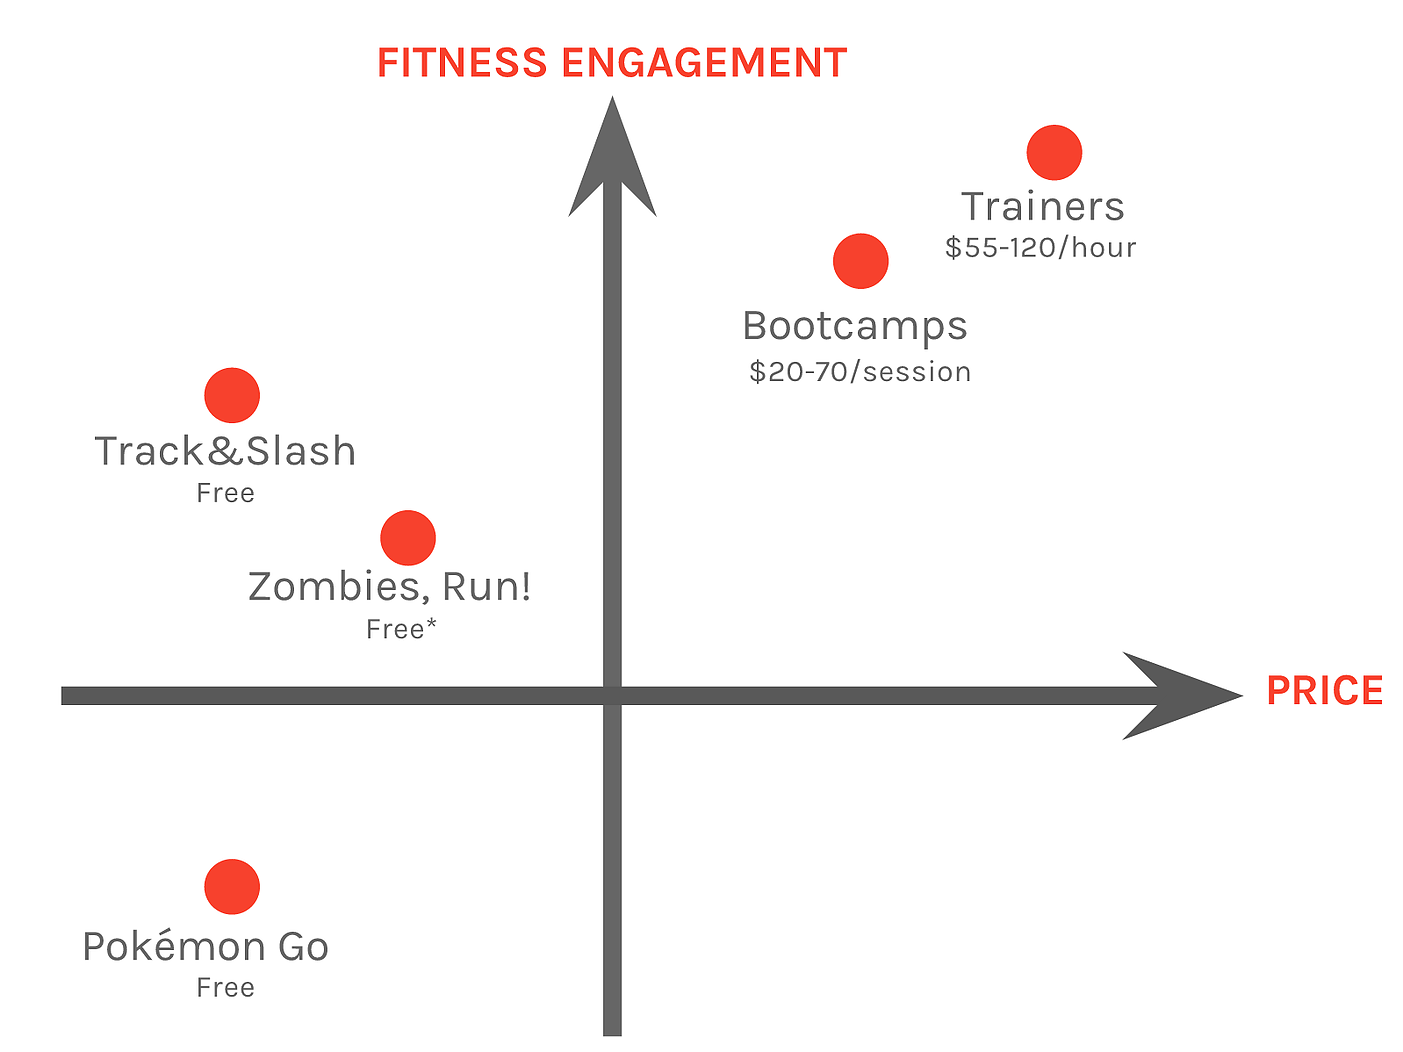 FITNESS ENGAGEMENT
Trainers
$55-120/hour
Bootcamps
$20-70/session
Track&Slash
Free
Zombies, Run!
Free*
PRICE
Pokémon Go
Free